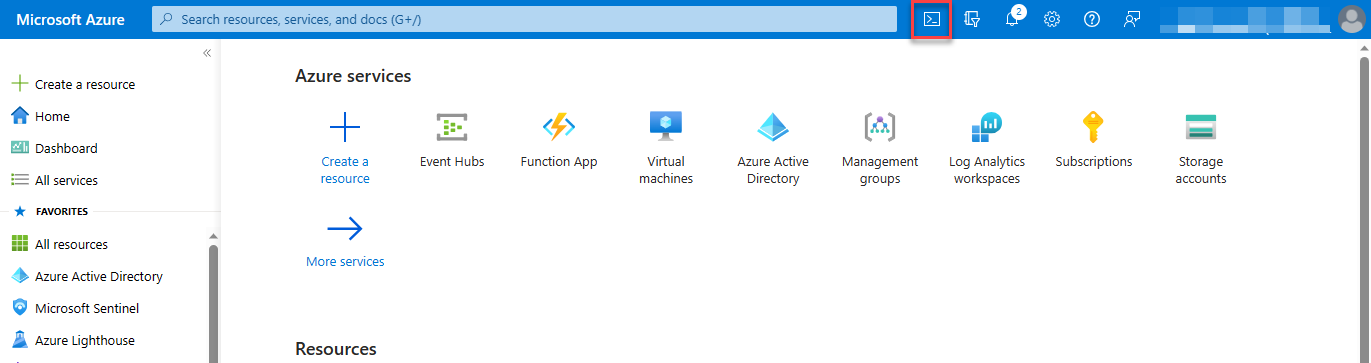 Microsoft Azure
Search resources, services, and docs (G+/)
2
«
Create a resource
Home
Dashboard
All services
FAVORITES
All resources
Azure Active Directory
Microsoft Sentinel
Azure Lighthouse
Azure services
Create a
resource
Event Hubs
Function App
Virtual
machines
Azure Active
Directory
Management
groups
Log Analytics
workspaces
Subscriptions
Storage
accounts
More services
Resources